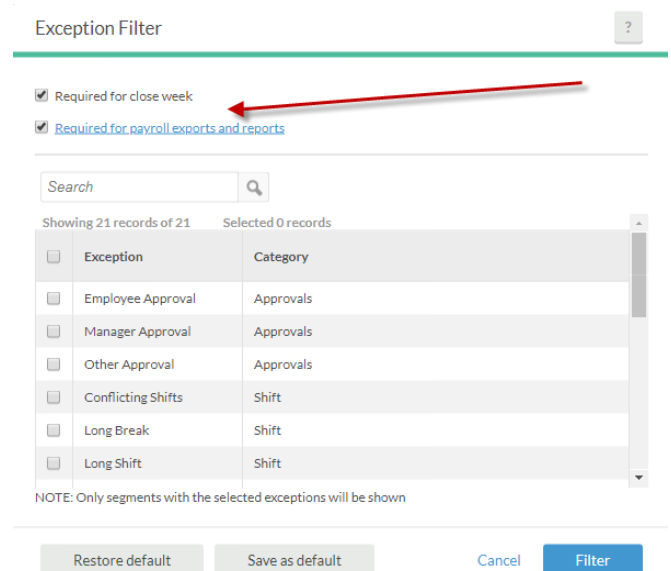 Exception Filter ?
Required for close week
Required for payroll exports and reports
Search
Showing 21 records of 21 Selected 0 records
Exception Category
Employee Approval Approvals
Manager Approval Approvals
Other Approval Approvals
Conflicting Shifts Shift
Long Break Shift
Long Shift Shift
NOTE: Only segments with the selected exceptions will be shown
Restore default Save as default Cancel Filter